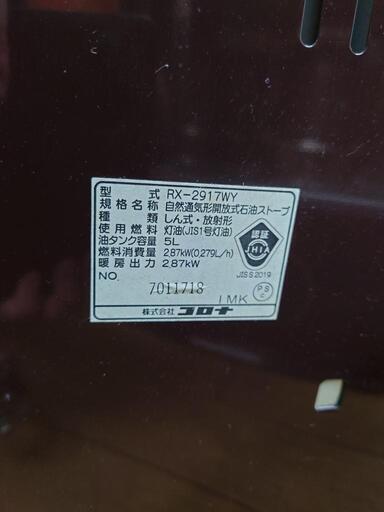 型 式 RX-2917WY
規格名称 自然通気形開放式石油ストーブ
種 類 しん式・放射形
使用燃料 灯油(JIS1号灯油)
油タンク容量 5L
燃料消費量 2.87kW(0.279L/h)
暖房出力 2.87kW
NO. 7011718
認証
JHIA
JIS S 2019
PS
C
IMK
株式会社 コロナ